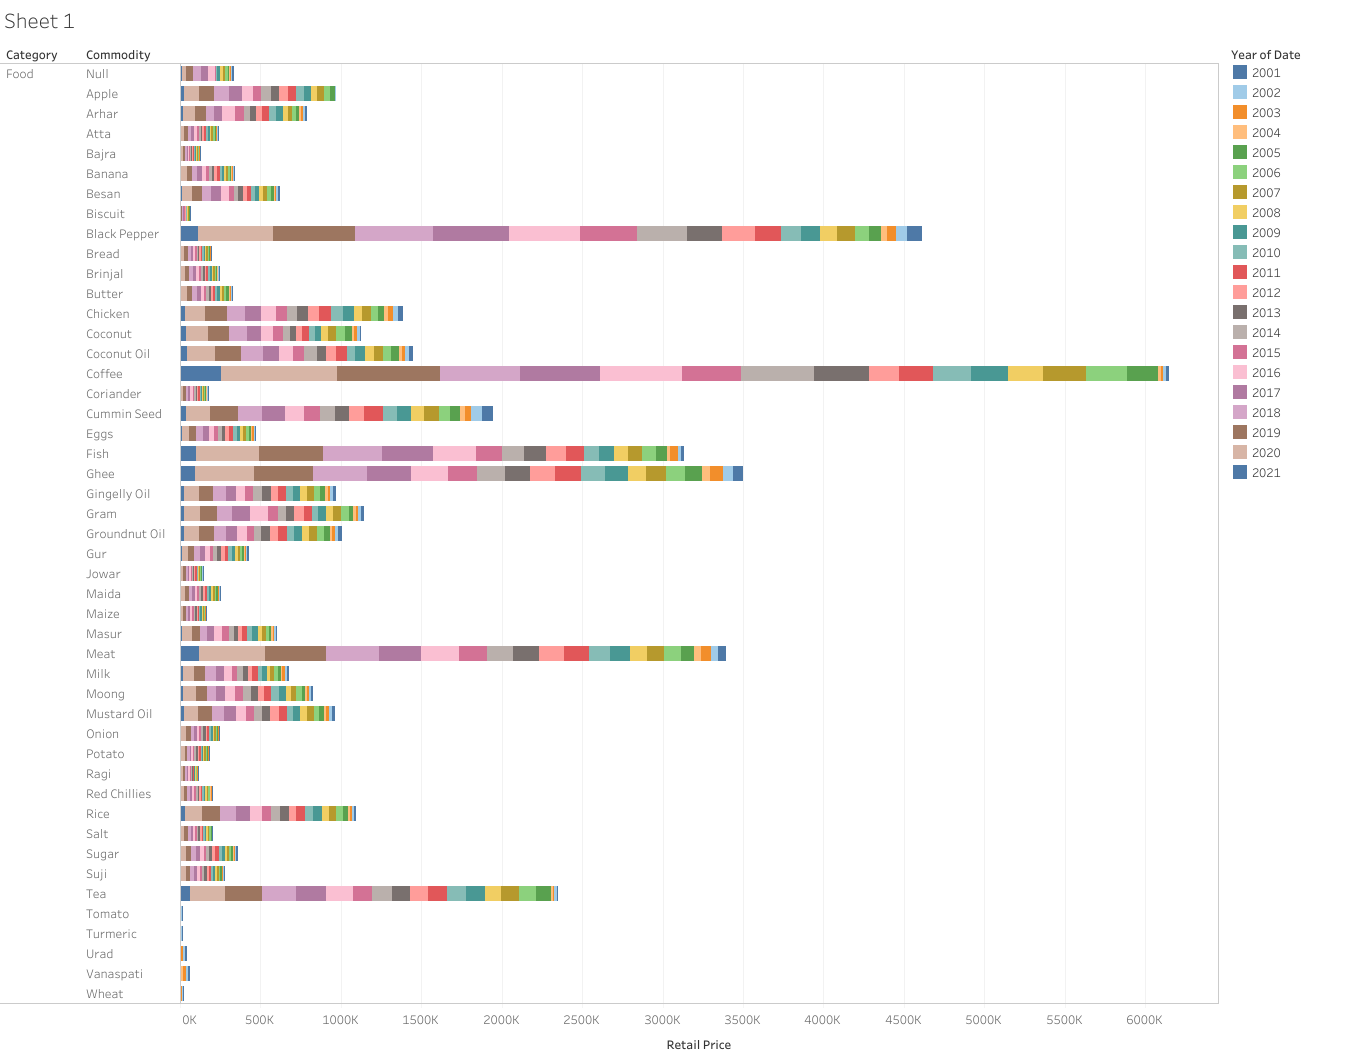 Sheet 1
Category Commodity Year of Date
Food Null 2001
Apple 2002
Arhar 2003
Atta 2004
Bajra 2005
Banana 2006
Besan 2007
Biscuit 2008
Black Pepper 2009
Bread 2010
Brinjal 2011
Butter 2012
Chicken 2013
Coconut 2014
Coconut Oil 2015
Coffee 2016
Coriander 2017
Cummin Seed 2018
Eggs 2019
Fish 2020
Ghee 2021
Gingelly Oil
Gram
Groundnut Oil
Gur
Jowar
Maida
Maize
Masur
Meat
Milk
Moong
Mustard Oil
Onion
Potato
Ragi
Red Chillies
Rice
Salt
Sugar
Suji
Tea
Tomato
Turmeric
Urad
Vanaspati
Wheat
0K 500K 1000K 1500K 2000K 2500K 3000K 3500K 4000K 4500K 5000K 5500K 6000K
Retail Price